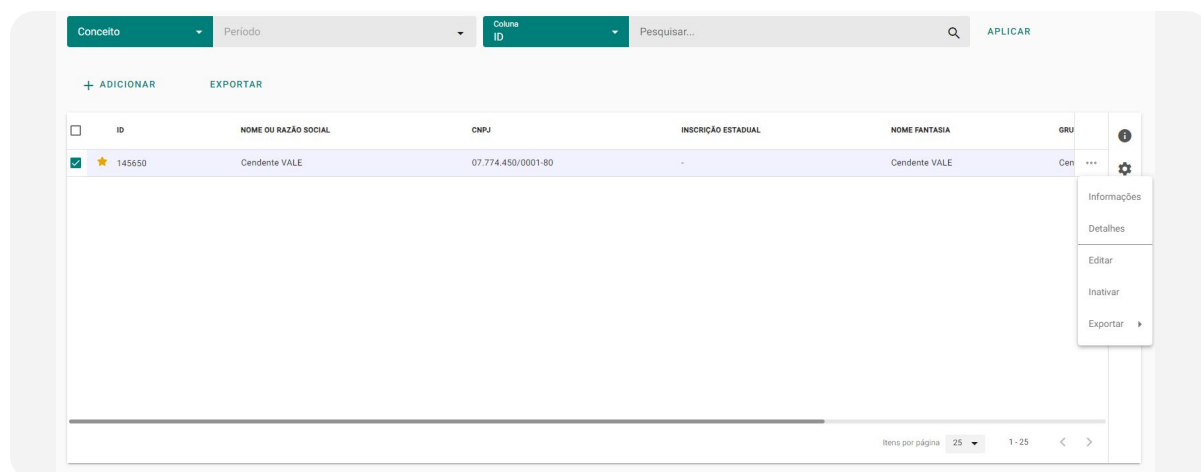 Conceito Período Coluna ID Pesquisar... APLICAR
+ ADICIONAR EXPORTAR
ID NOME OU RAZÃO SOCIAL CNPJ INSCRIÇÃO ESTADUAL NOME FANTASIA GRU
145650 Cendente VALE 07.774.450/0001-80 - Cendente VALE Cen ...
Informações
Detalhes
Editar
Inativar
Exportar
Itens por página 25 1 - 25